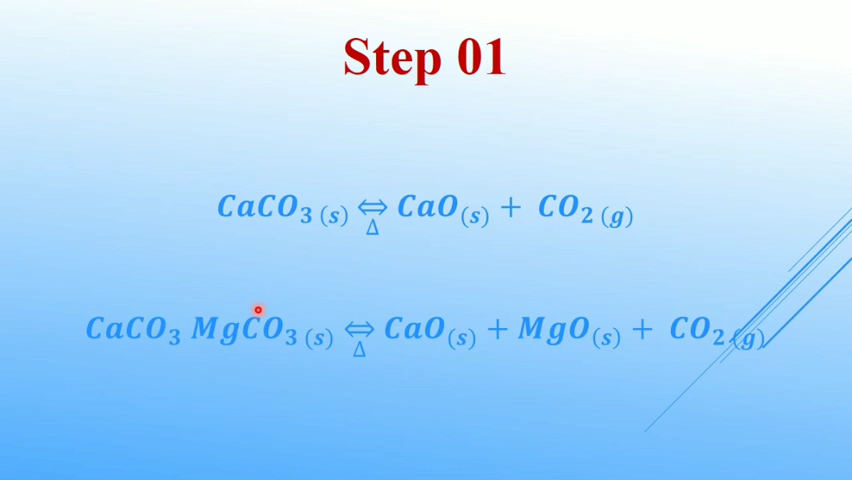 Step 01
CaCO₃ ₍s₎ ⇔ CaO₍s₎ + CO₂ ₍g₎
Δ
CaCO₃ MgCO₃ ₍s₎ ⇔ CaO₍s₎ + MgO₍s₎ + CO₂ ₍g₎
Δ